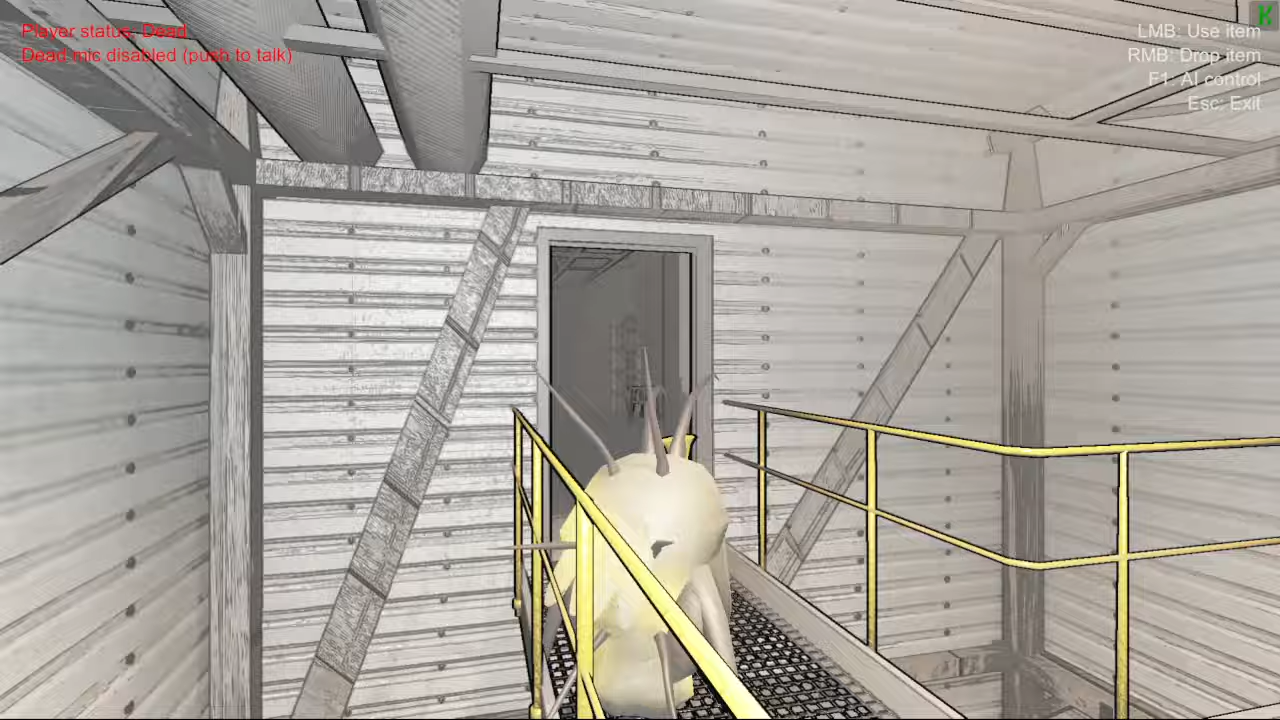 Player status: Dead
Dead mic disabled (push to talk)
K
LMB: Use item
RMB: Drop item
F1: AI control
Esc: Exit